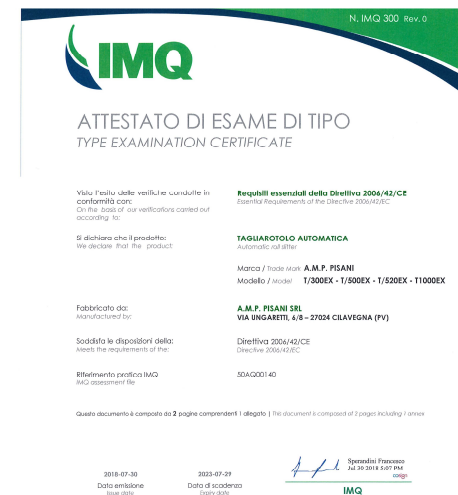 N. IMQ 300 Rev. 0
IMQ
ATTESTATO DI ESAME DI TIPO
TYPE EXAMINATION CERTIFICATE
Visto l'esito delle verifiche condotte in
conformità con:
On the basis of our verifications carried out
according to:
Requisiti essenziali della Direttiva 2006/42/CE
Essential Requirements of the Directive 2006/42/EC
Si dichiara che il prodotto:
We declare that the product:
TAGLIAROTOLO AUTOMATICA
Automatic roll slitter
Marca / Trade Mark A.M.P. PISANI
Modello / Model T/300EX - T/500EX - T/520EX - T1000EX
Fabbricato da:
Manufactured by:
A.M.P. PISANI SRL
VIA UNGARETTI, 6/8 – 27024 CILAVEGNA (PV)
Soddisfa le disposizioni della:
Meets the requirements of the:
Direttiva 2006/42/CE
Directive 2006/42/EC
Riferimento pratica IMQ
IMQ assessment file
50AQ00140
Questo documento è composto da 2 pagine comprendenti 1 allegato | This document is composed of 2 pages including 1 annex
2018-07-30
Data emissione
Issue date
2023-07-29
Data di scadenza
Expiry date
Sperandini Francesco
Jul 30 2018 5:07 PM
cosign
IMQ